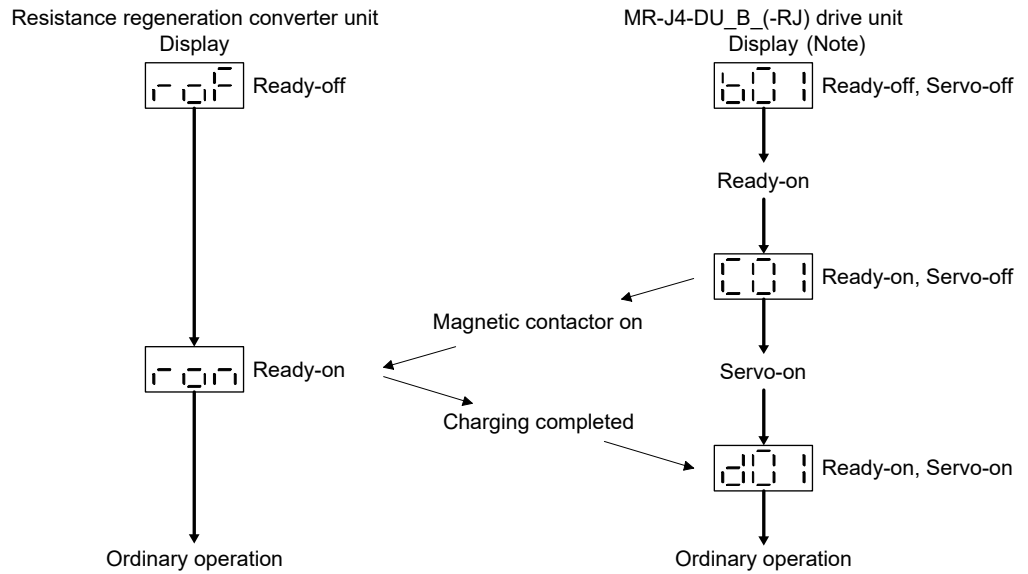 Resistance regeneration converter unit
Display
roF
Ready-off
ron
Ready-on
Ordinary operation
Magnetic contactor on
Charging completed
MR-J4-DU_B_(-RJ) drive unit
Display (Note)
b01
Ready-off, Servo-off
Ready-on
C01
Ready-on, Servo-off
Servo-on
d01
Ready-on, Servo-on
Ordinary operation